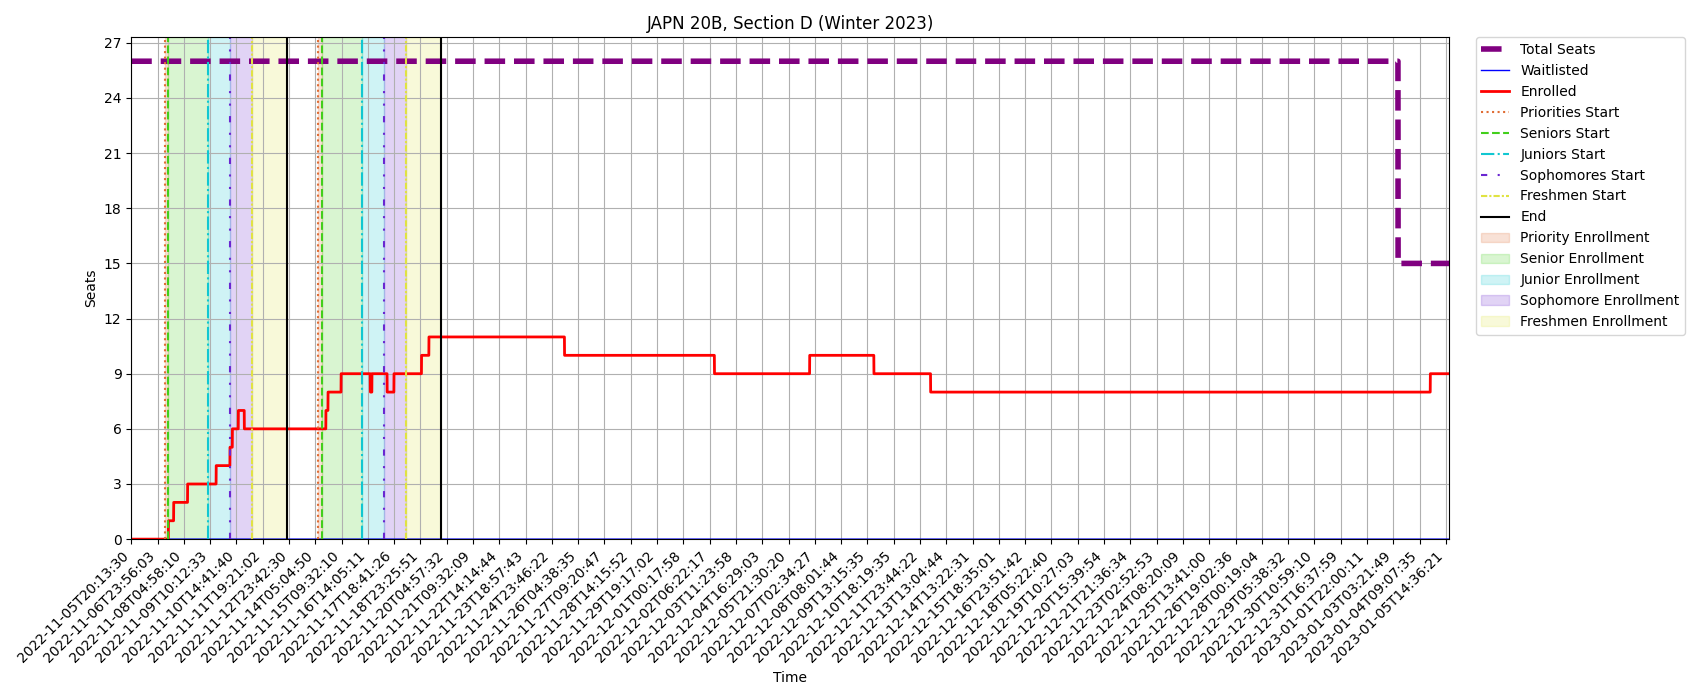 JAPN 20B, Section D (Winter 2023)
Seats
27
24
21
18
15
12
9
6
3
0
2022-11-05T20:13:30
2022-11-06T23:56:03
2022-11-08T04:58:10
2022-11-09T10:12:33
2022-11-10T14:41:40
2022-11-11T19:21:02
2022-11-12T23:42:30
2022-11-14T05:04:50
2022-11-15T09:32:10
2022-11-16T14:05:11
2022-11-17T18:41:26
2022-11-18T23:25:51
2022-11-20T04:57:32
2022-11-21T09:32:09
2022-11-22T14:14:44
2022-11-23T18:57:43
2022-11-24T23:46:22
2022-11-26T04:38:35
2022-11-27T09:20:47
2022-11-28T14:15:52
2022-11-29T19:17:02
2022-12-01T00:17:58
2022-12-02T06:22:17
2022-12-03T11:23:58
2022-12-04T16:29:03
2022-12-05T21:30:20
2022-12-07T02:34:27
2022-12-08T08:01:44
2022-12-09T13:15:35
2022-12-10T18:19:35
2022-12-11T23:44:22
2022-12-13T13:04:44
2022-12-14T13:22:31
2022-12-15T18:35:01
2022-12-16T23:51:42
2022-12-18T05:22:40
2022-12-19T10:27:03
2022-12-20T15:39:54
2022-12-21T21:36:34
2022-12-23T02:52:53
2022-12-24T08:20:09
2022-12-25T13:41:00
2022-12-26T19:02:36
2022-12-28T00:19:04
2022-12-29T05:38:32
2022-12-30T10:59:10
2022-12-31T16:37:59
2023-01-01T22:00:11
2023-01-03T03:21:49
2023-01-04T09:07:35
2023-01-05T14:36:21
Time
Total Seats
Waitlisted
Enrolled
Priorities Start
Seniors Start
Juniors Start
Sophomores Start
Freshmen Start
End
Priority Enrollment
Senior Enrollment
Junior Enrollment
Sophomore Enrollment
Freshmen Enrollment